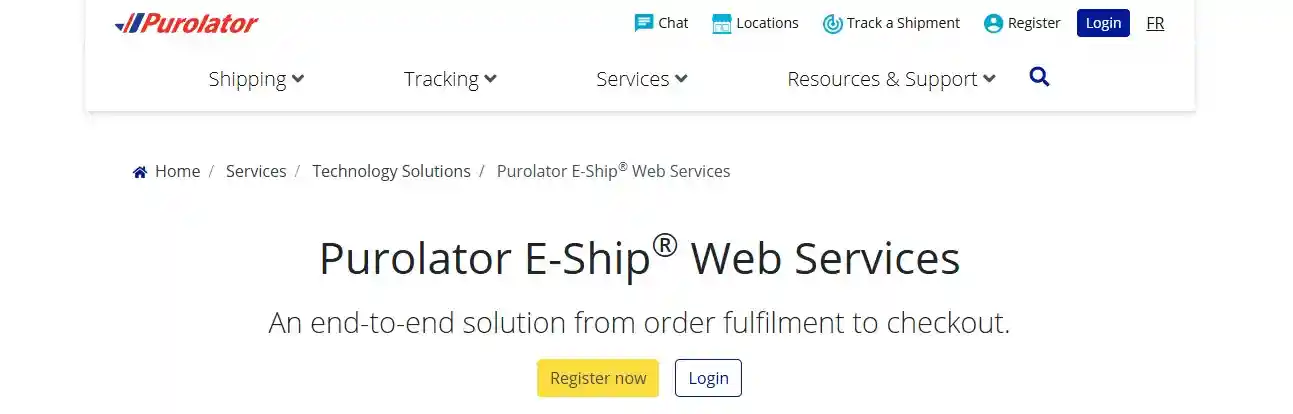 Purolator Chat Locations Track a Shipment Register Login FR
Shipping Tracking Services Resources & Support
Home / Services / Technology Solutions / Purolator E-Ship® Web Services
Purolator E-Ship® Web Services
An end-to-end solution from order fulfilment to checkout.
Register now Login